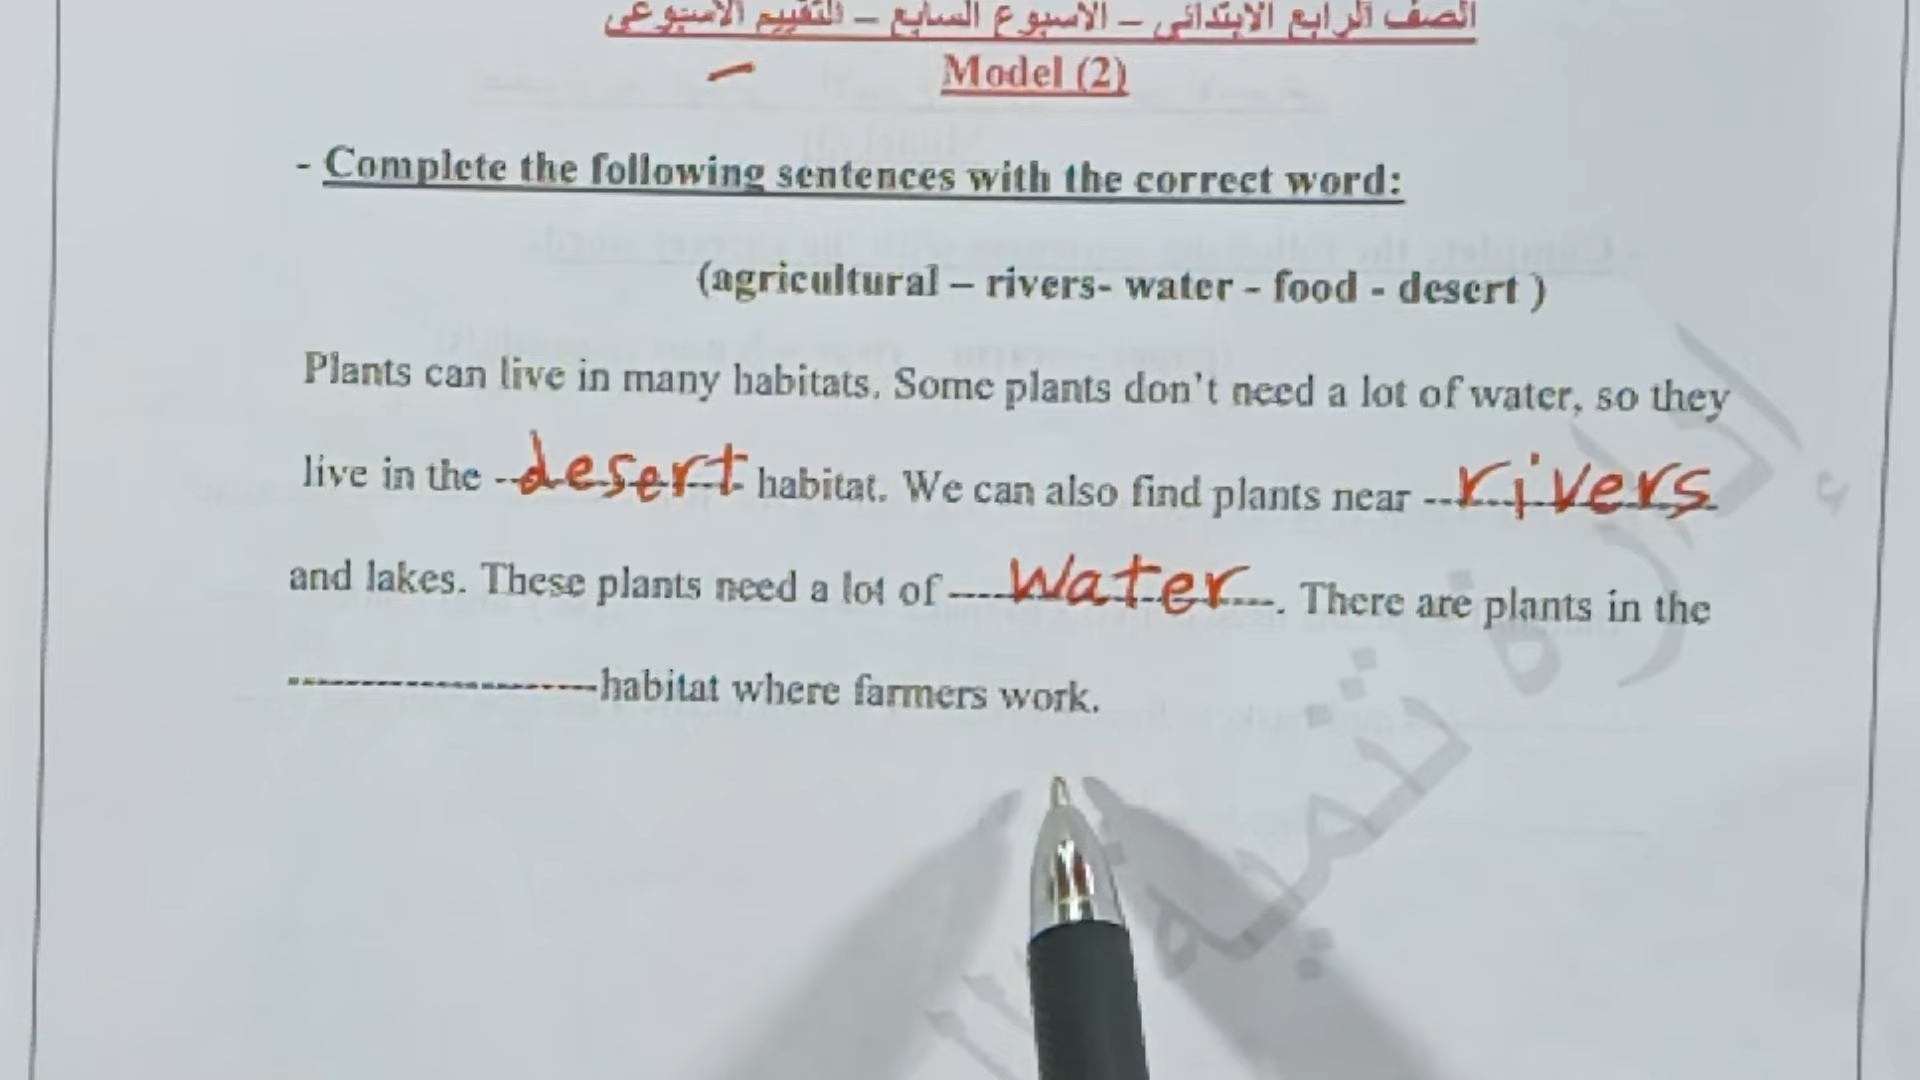 الصف الرابع الابتدائي – الاسبوع السابع – التقييم الاسبوعى
Model (2)
- Complete the following sentences with the correct word:
(agricultural – rivers- water - food - desert )
Plants can live in many habitats. Some plants don't need a lot of water, so they
live in the desert habitat. We can also find plants near rivers
and lakes. These plants need a lot of water. There are plants in the
--------------------habitat where farmers work.